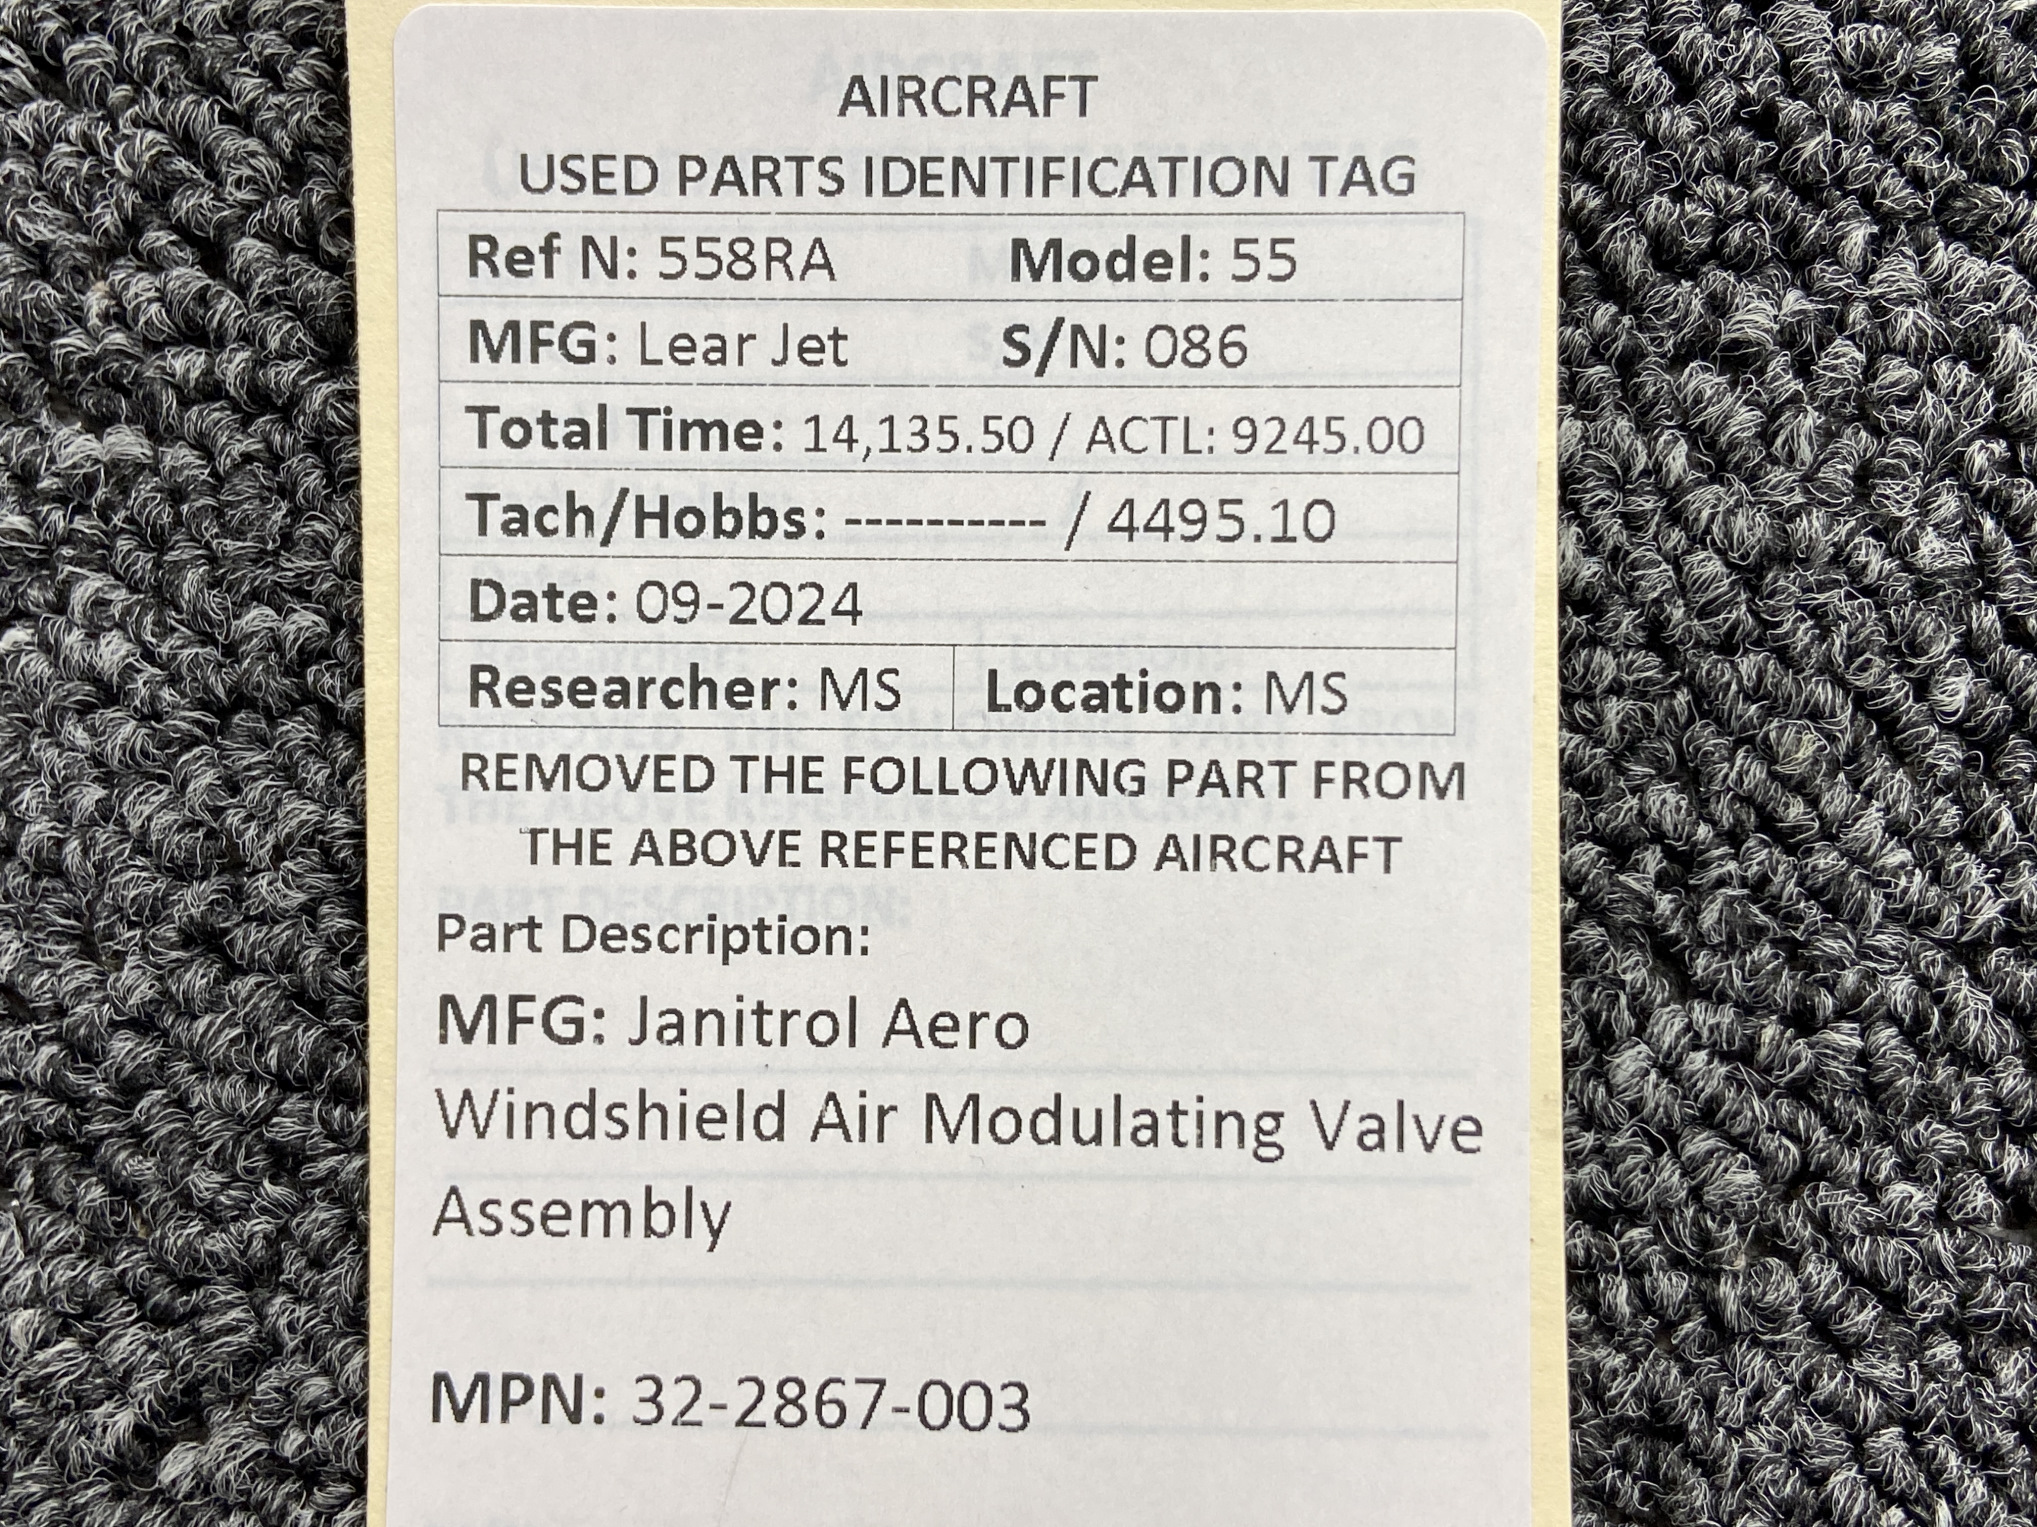 AIRCRAFT
USED PARTS IDENTIFICATION TAG
Ref N: 558RA Model: 55
MFG: Lear Jet S/N: 086
Total Time: 14,135.50 / ACTL: 9245.00
Tach/Hobbs: ---------- / 4495.10
Date: 09-2024
Researcher: MS Location: MS
REMOVED THE FOLLOWING PART FROM
THE ABOVE REFERENCED AIRCRAFT
Part Description:
MFG: Janitrol Aero
Windshield Air Modulating Valve
Assembly
MPN: 32-2867-003